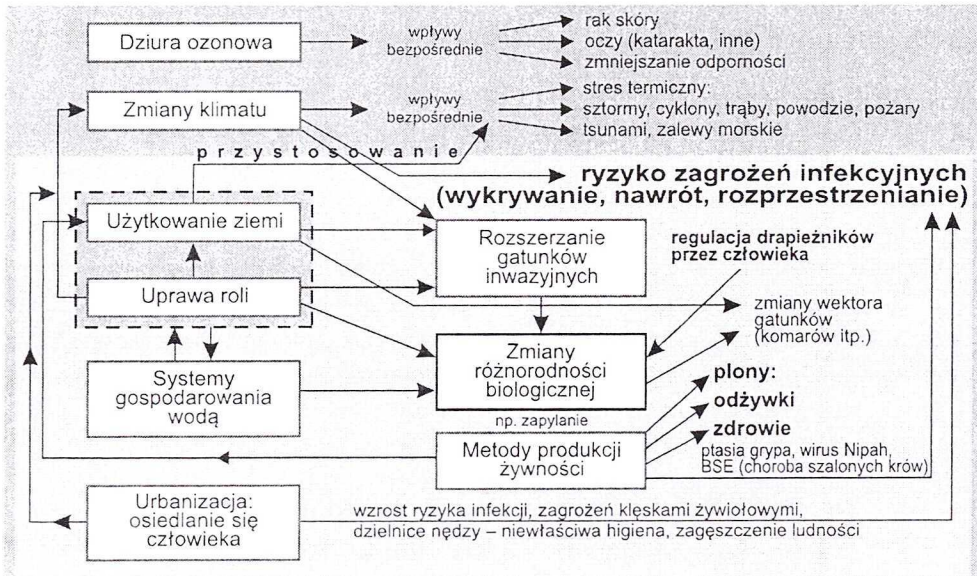 Dziura ozonowa
wpływy
bezpośrednie
rak skóry
oczy (katarakta, inne)
zmniejszanie odporności
Zmiany klimatu
wpływy
bezpośrednie
stres termiczny:
sztormy, cyklony, trąby, powodzie, pożary
tsunami, zalewy morskie
przystosowanie
ryzyko zagrożeń infekcyjnych
(wykrywanie, nawrót, rozprzestrzenianie)
Użytkowanie ziemi
Rozszerzanie
gatunków
inwazyjnych
regulacja drapieżników
przez człowieka
Uprawa roli
zmiany wektora
gatunków
(komarów itp.)
Systemy
gospodarowania
wodą
Zmiany
różnorodności
biologicznej
np. zapylanie
plony:
odżywki
zdrowie
Metody produkcji
żywności
ptasia grypa, wirus Nipah,
BSE (choroba szalonych krów)
Urbanizacja:
osiedlanie się
człowieka
wzrost ryzyka infekcji, zagrożeń klęskami żywiołowymi,
dzielnice nędzy – niewłaściwa higiena, zagęszczenie ludności